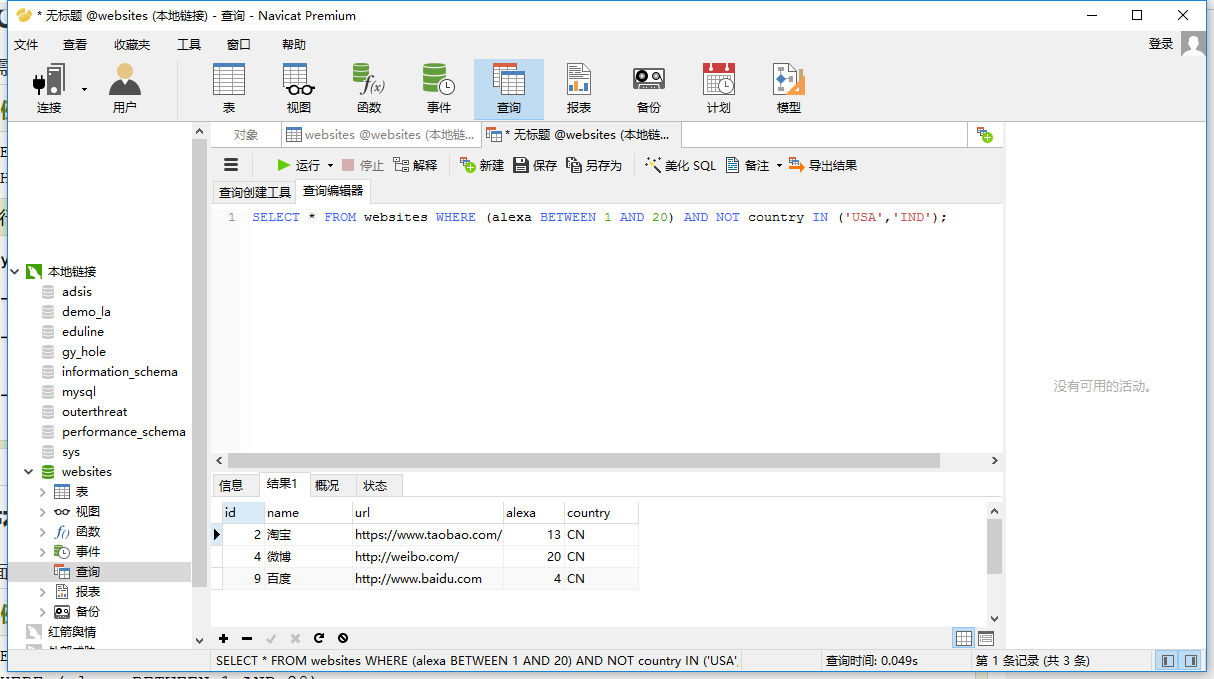 * 无标题 @websites (本地链接) - 查询 - Navicat Premium
文件 查看 收藏夹 工具 窗口 帮助 登录
连接 用户 表 视图 函数 事件 查询 报表 备份 计划 模型
对象 websites @websites (本地链... * 无标题 @websites (本地链...
运行 停止 解释 新建 保存 另存为 美化 SQL 备注 导出结果
查询创建工具 查询编辑器
1 SELECT * FROM websites WHERE (alexa BETWEEN 1 AND 20) AND NOT country IN ('USA','IND');
本地链接
adsis
demo_la
eduline
gy_hole
information_schema
mysql
outerthreat
performance_schema
sys
websites
表
视图
函数
事件
查询
报表
备份
红箭舆情
没有可用的活动。
信息 结果1 概况 状态
id name url alexa country
2 淘宝 https://www.taobao.com/ 13 CN
4 微博 http://weibo.com/ 20 CN
9 百度 http://www.baidu.com 4 CN
SELECT * FROM websites WHERE (alexa BETWEEN 1 AND 20) AND NOT country IN ('USA', 查询时间: 0.049s 第 1 条记录 (共 3 条)